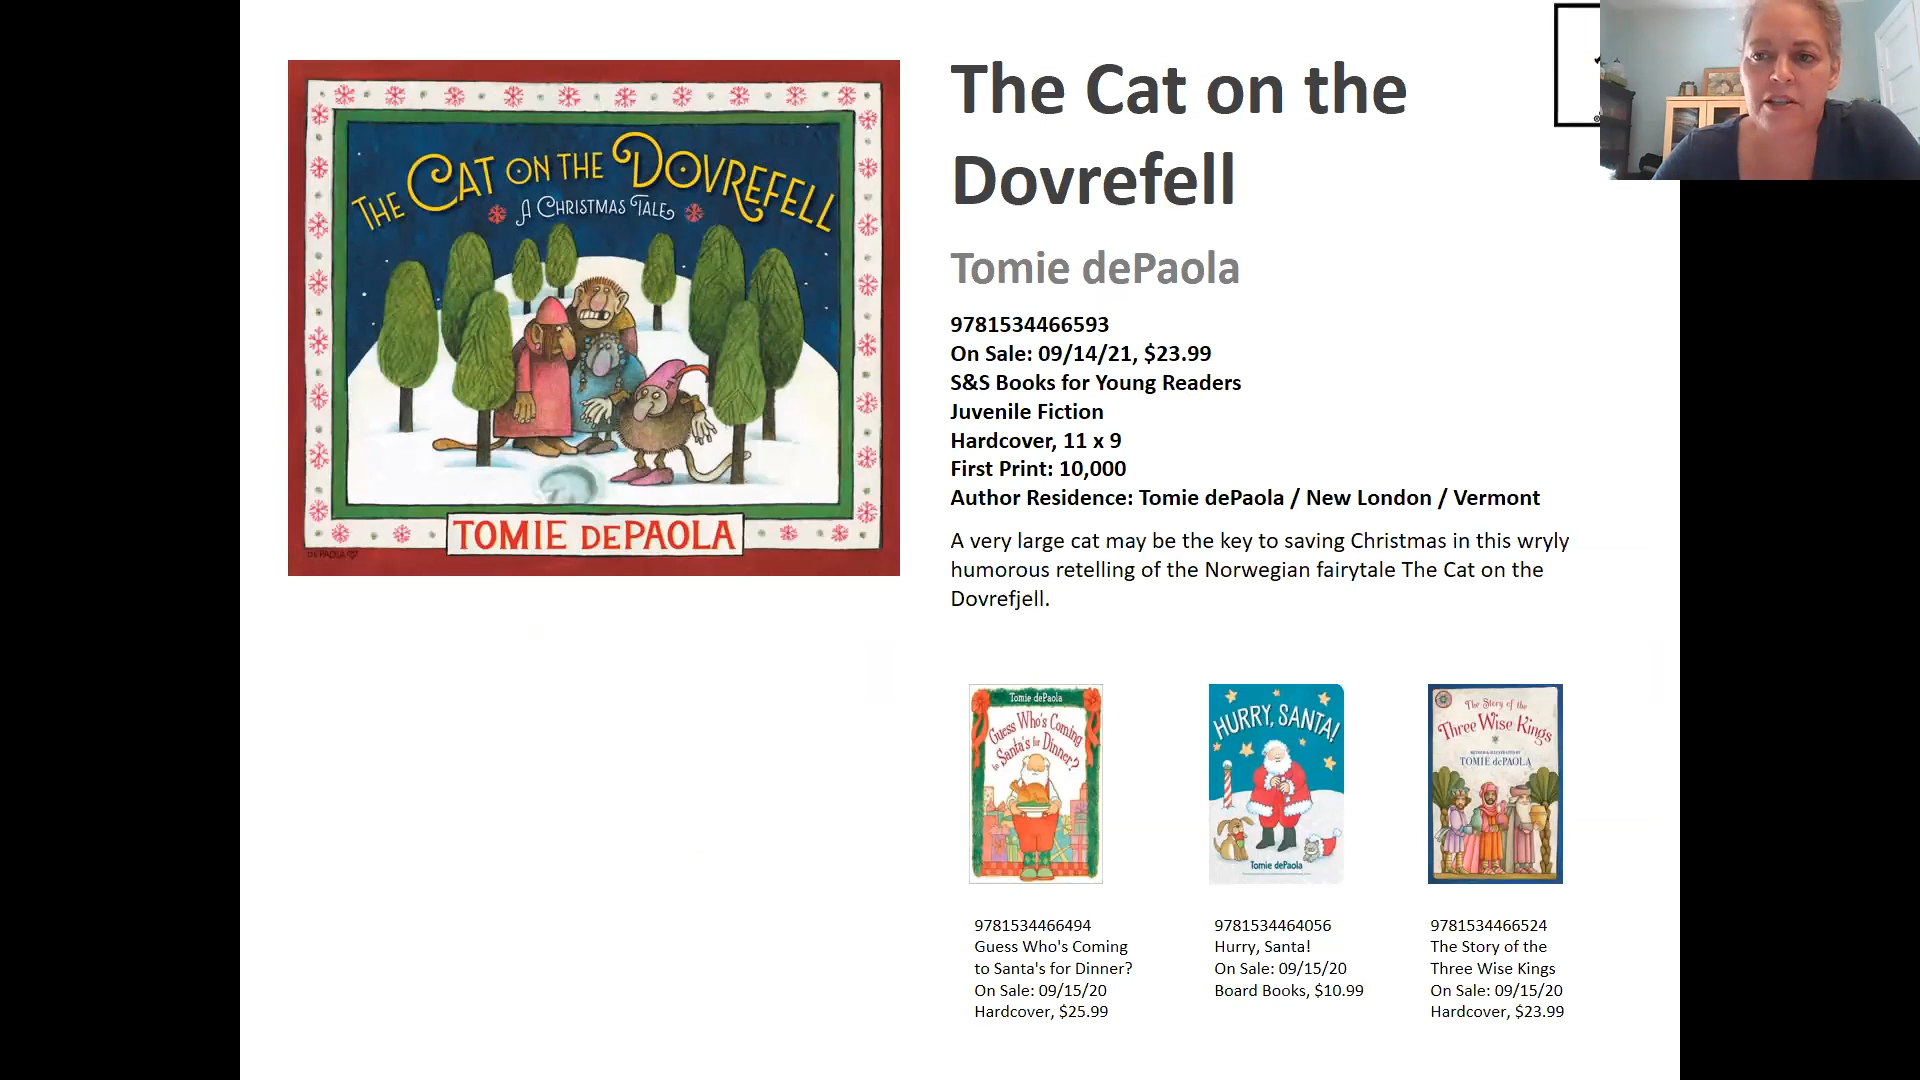 THE CAT ON THE DOVREFELL
A CHRISTMAS TALE
TOMIE DEPAOLA
DEPAOLA
The Cat on the
Dovrefell
Tomie dePaola
9781534466593
On Sale: 09/14/21, $23.99
S&S Books for Young Readers
Juvenile Fiction
Hardcover, 11 x 9
First Print: 10,000
Author Residence: Tomie dePaola / New London / Vermont
A very large cat may be the key to saving Christmas in this wryly
humorous retelling of the Norwegian fairytale The Cat on the
Dovrefjell.
Tomie dePaola
Guess Who's Coming
to Santa's for Dinner?
9781534466494
Guess Who's Coming
to Santa's for Dinner?
On Sale: 09/15/20
Hardcover, $25.99
HURRY, SANTA!
Tomie dePaola
9781534464056
Hurry, Santa!
On Sale: 09/15/20
Board Books, $10.99
The Story of the
Three Wise Kings
RETOLD & ILLUSTRATED BY
TOMIE dePAOLA
9781534466524
The Story of the
Three Wise Kings
On Sale: 09/15/20
Hardcover, $23.99